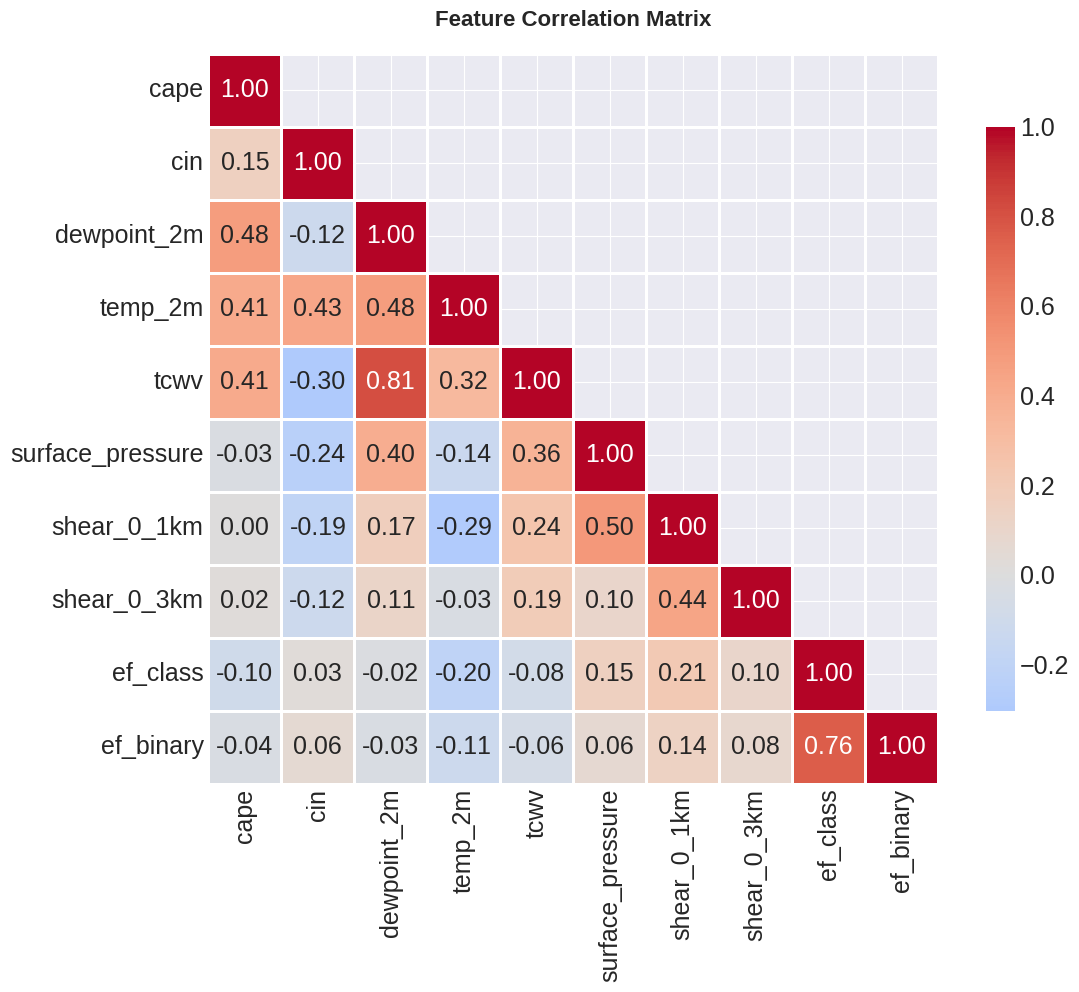 Feature Correlation Matrix
cape 1.00
cin 0.15 1.00
dewpoint_2m 0.48 -0.12 1.00
temp_2m 0.41 0.43 0.48 1.00
tcwv 0.41 -0.30 0.81 0.32 1.00
surface_pressure -0.03 -0.24 0.40 -0.14 0.36 1.00
shear_0_1km 0.00 -0.19 0.17 -0.29 0.24 0.50 1.00
shear_0_3km 0.02 -0.12 0.11 -0.03 0.19 0.10 0.44 1.00
ef_class -0.10 0.03 -0.02 -0.20 -0.08 0.15 0.21 0.10 1.00
ef_binary -0.04 0.06 -0.03 -0.11 -0.06 0.06 0.14 0.08 0.76 1.00
cape cin dewpoint_2m temp_2m tcwv surface_pressure shear_0_1km shear_0_3km ef_class ef_binary
1.0
0.8
0.6
0.4
0.2
0.0
−0.2